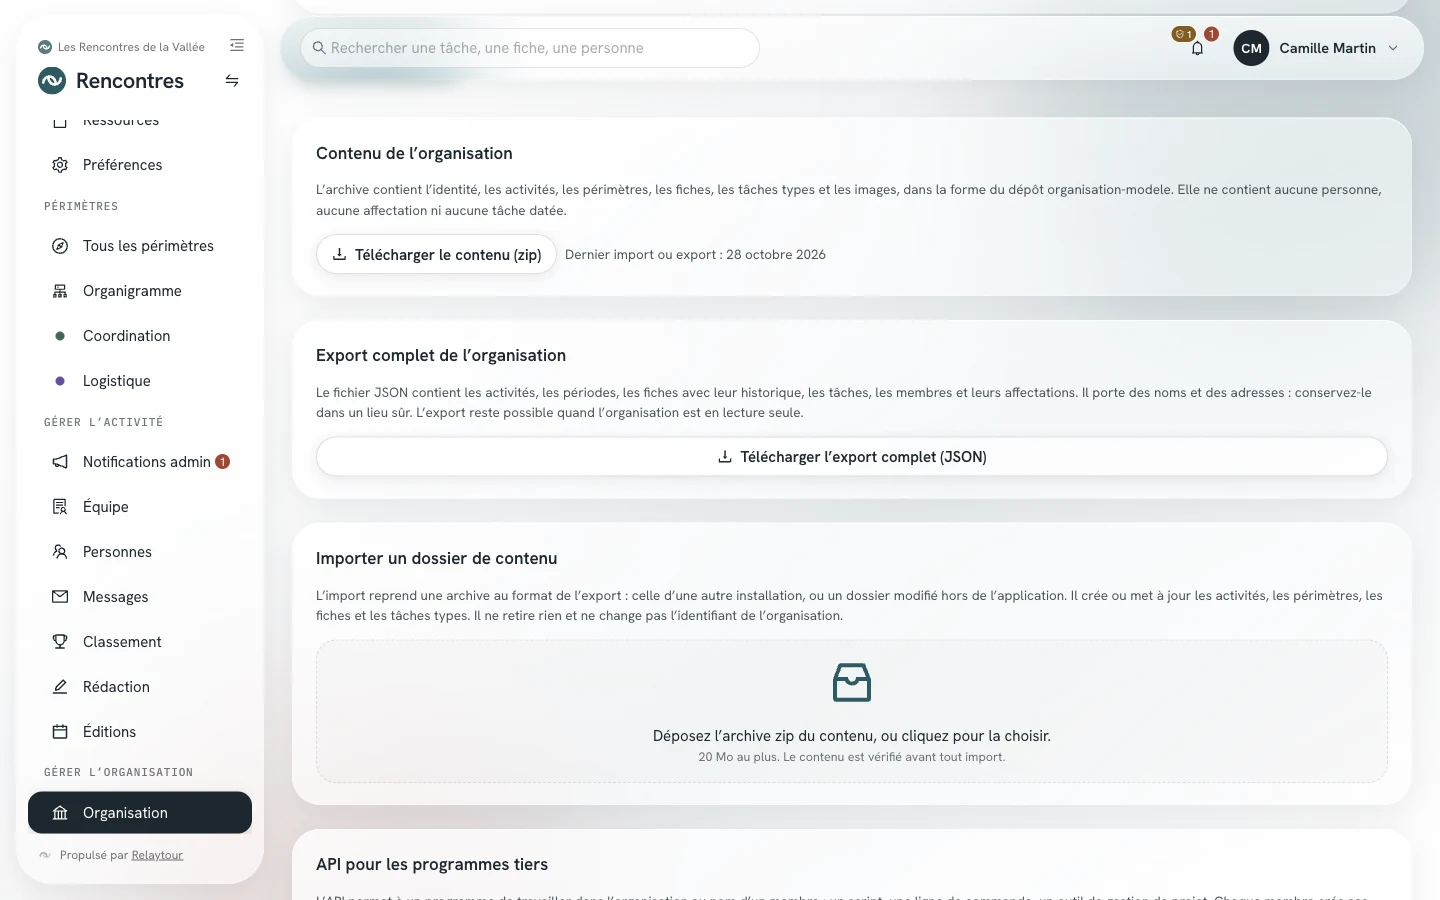 Les Rencontres de la Vallée
Rencontres
Ressources
Préférences
PÉRIMÈTRES
Tous les périmètres
Organigramme
Coordination
Logistique
GÉRER L’ACTIVITÉ
Notifications admin 1
Équipe
Personnes
Messages
Classement
Rédaction
Éditions
GÉRER L’ORGANISATION
Organisation
Propulsé par Relaytour
Rechercher une tâche, une fiche, une personne
1
1
CM Camille Martin
Contenu de l’organisation
L’archive contient l’identité, les activités, les périmètres, les fiches, les tâches types et les images, dans la forme du dépôt organisation-modele. Elle ne contient aucune personne,
aucune affectation ni aucune tâche datée.
Télécharger le contenu (zip) Dernier import ou export : 28 octobre 2026
Export complet de l’organisation
Le fichier JSON contient les activités, les périodes, les fiches avec leur historique, les tâches, les membres et leurs affectations. Il porte des noms et des adresses : conservez-le
dans un lieu sûr. L’export reste possible quand l’organisation est en lecture seule.
Télécharger l’export complet (JSON)
Importer un dossier de contenu
L’import reprend une archive au format de l’export : celle d’une autre installation, ou un dossier modifié hors de l’application. Il crée ou met à jour les activités, les périmètres, les
fiches et les tâches types. Il ne retire rien et ne change pas l’identifiant de l’organisation.
Déposez l’archive zip du contenu, ou cliquez pour la choisir.
20 Mo au plus. Le contenu est vérifié avant tout import.
API pour les programmes tiers